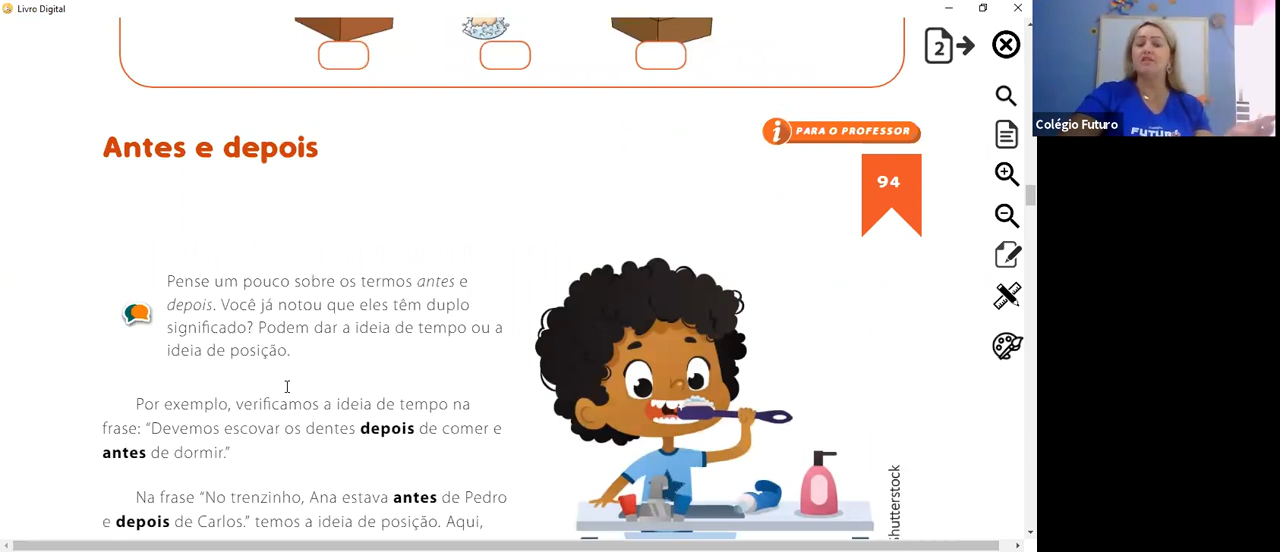 Livro Digital
2
Colégio Futuro
FUTURO
Antes e depois
i PARA O PROFESSOR
94
Pense um pouco sobre os termos antes e
depois. Você já notou que eles têm duplo
significado? Podem dar a ideia de tempo ou a
ideia de posição.
Por exemplo, verificamos a ideia de tempo na
frase: “Devemos escovar os dentes depois de comer e
antes de dormir.”
Na frase “No trenzinho, Ana estava antes de Pedro
e depois de Carlos.” temos a ideia de posição. Aqui,
hutterstock